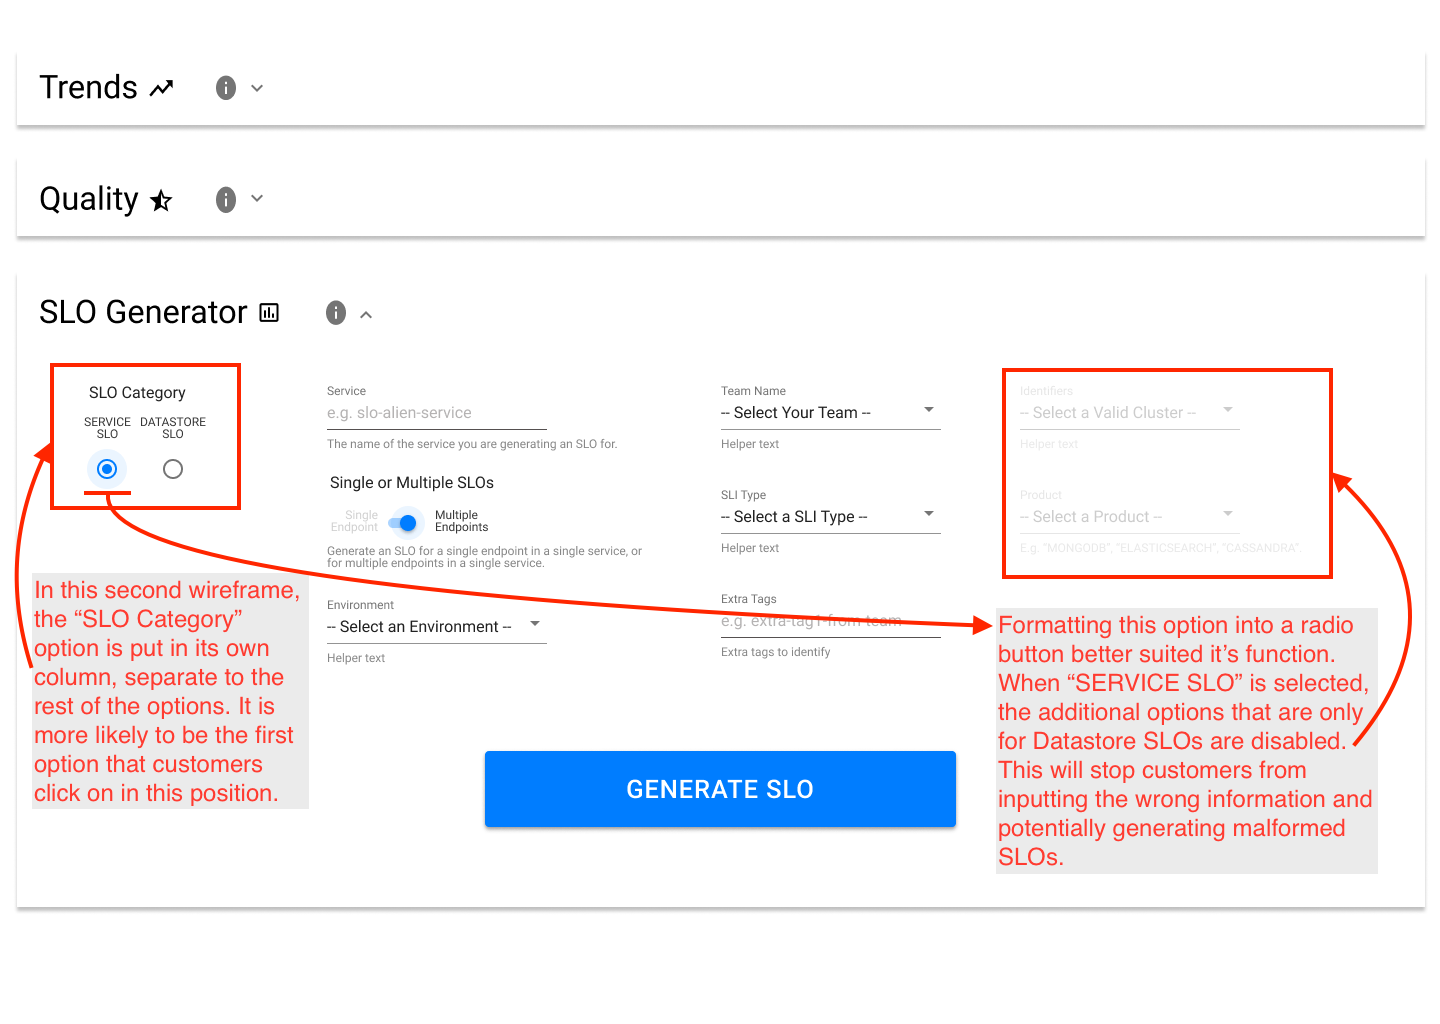 Trends
Quality
SLO Generator
SLO Category
SERVICE SLO
DATASTORE SLO
Service
e.g. slo-alien-service
The name of the service you are generating an SLO for.
Single or Multiple SLOs
Single Endpoint
Multiple Endpoints
Generate an SLO for a single endpoint in a single service, or
for multiple endpoints in a single service.
Environment
-- Select an Environment --
Helper text
Team Name
-- Select Your Team --
Helper text
SLI Type
-- Select a SLI Type --
Helper text
Extra Tags
e.g. extra-tag1-from-team
Extra tags to identify
Identifiers
-- Select a Valid Cluster --
Helper text
Product
-- Select a Product --
E.g. "MONGODB", "ELASTICSEARCH", "CASSANDRA".
In this second wireframe,
the “SLO Category”
option is put in its own
column, separate to the
rest of the options. It is
more likely to be the first
option that customers
click on in this position.
Formatting this option into a radio
button better suited it’s function.
When “SERVICE SLO” is selected,
the additional options that are only
for Datastore SLOs are disabled.
This will stop customers from
inputting the wrong information and
potentially generating malformed
SLOs.
GENERATE SLO